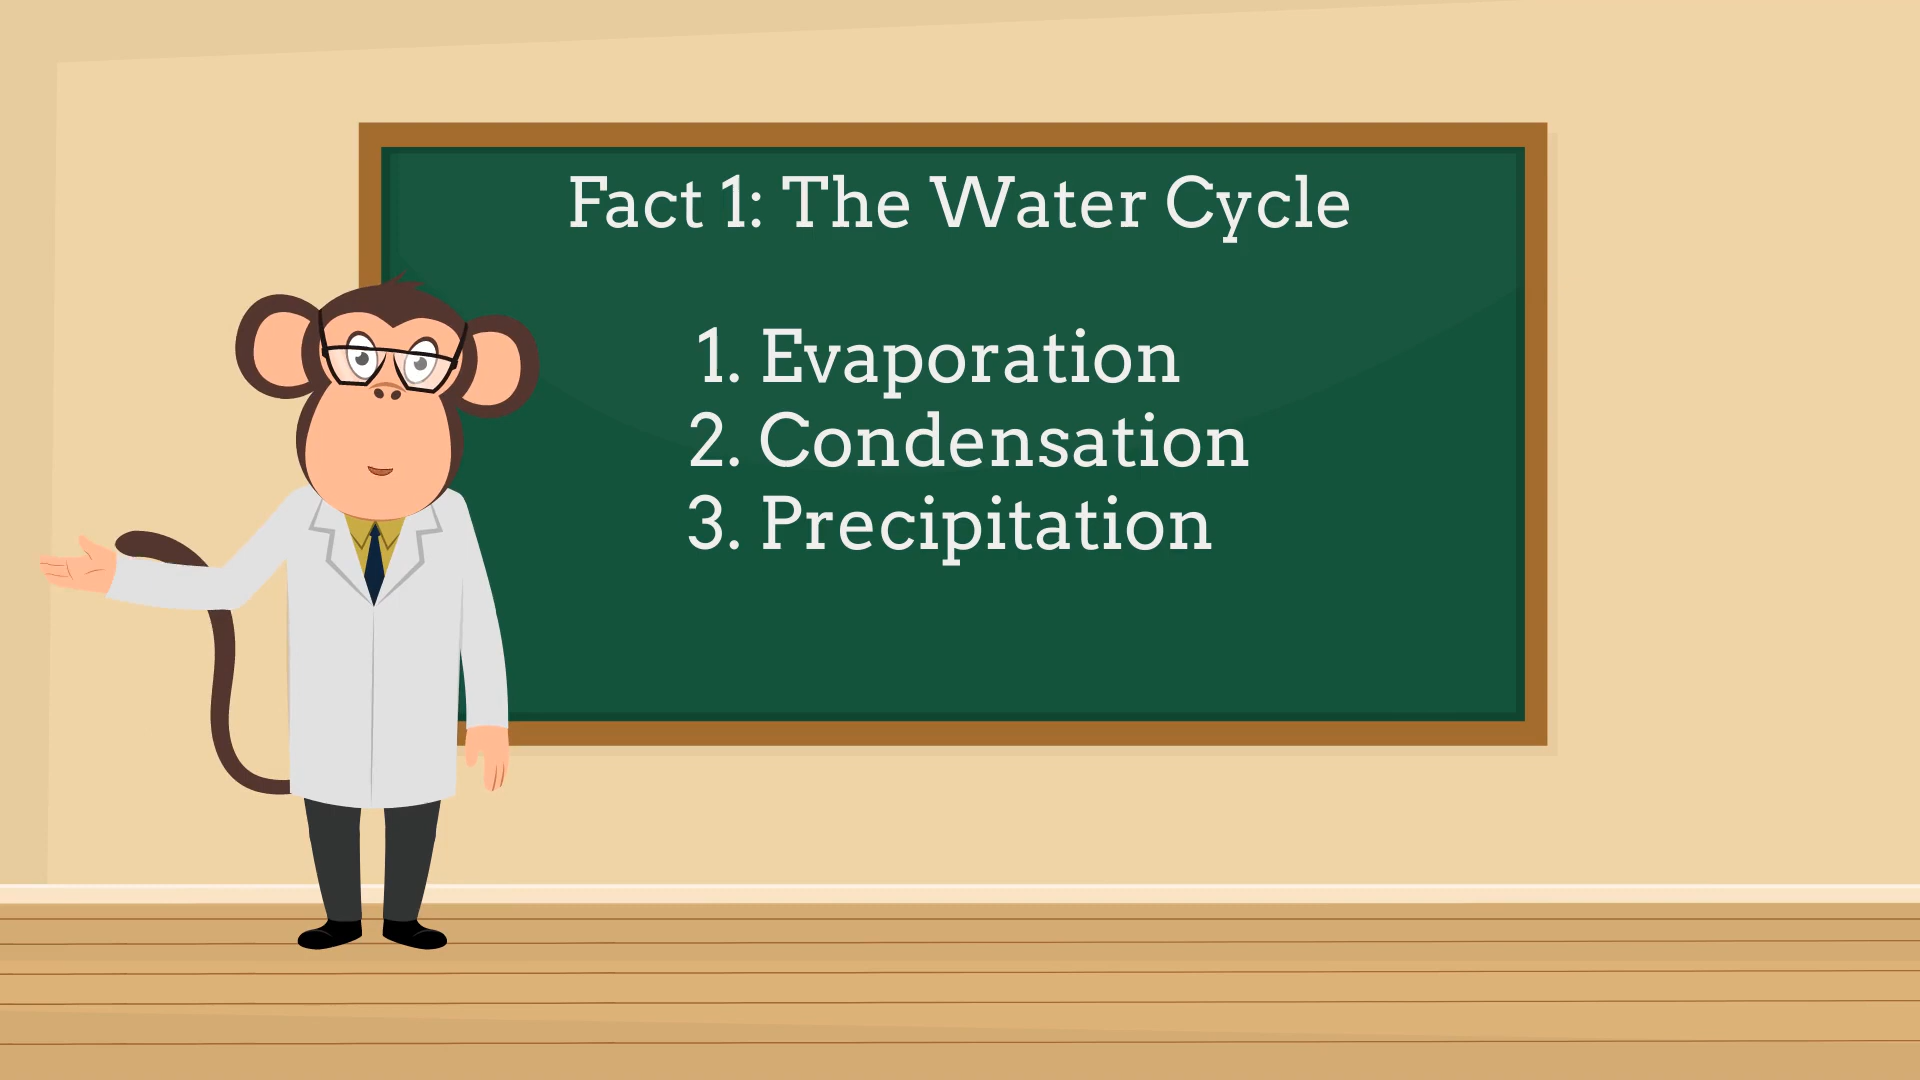 Fact 1: The Water Cycle
1. Evaporation
2. Condensation
3. Precipitation